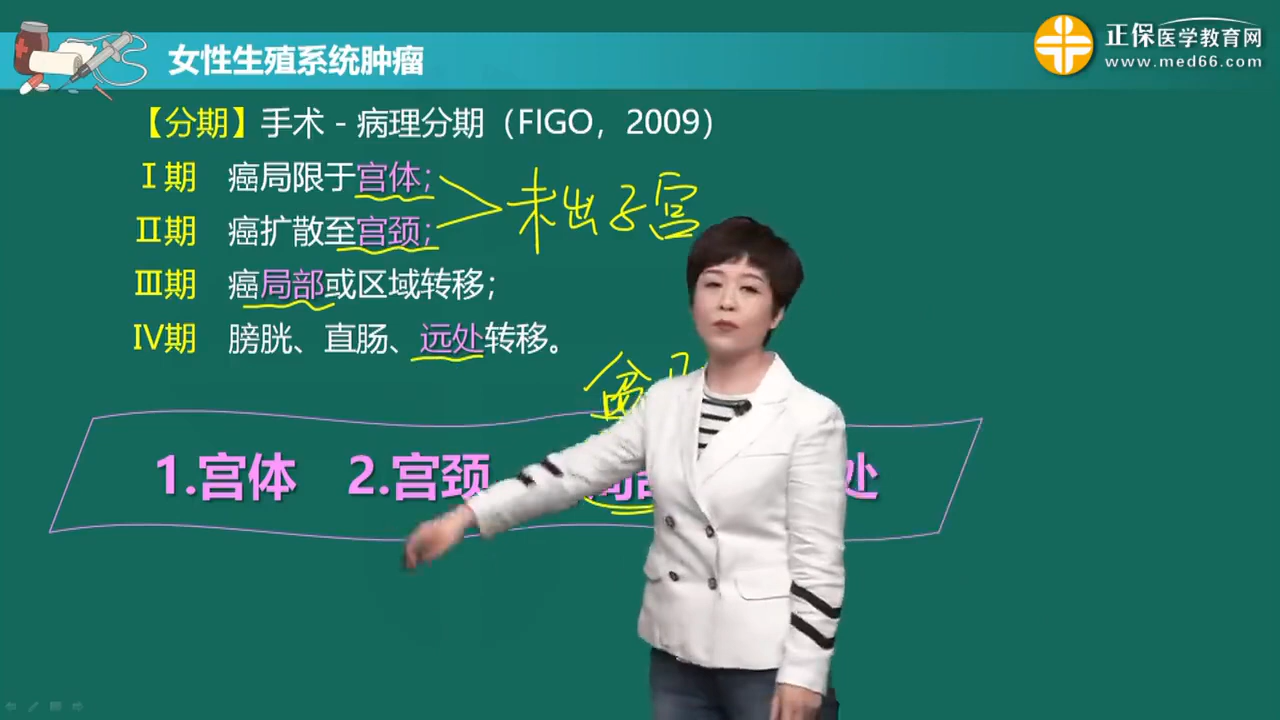 正保医学教育网
www.med66.com
女性生殖系统肿瘤
【分期】手术-病理分期（FIGO，2009）
Ⅰ期 癌局限于宫体；
Ⅱ期 癌扩散至宫颈；
未出子宫
Ⅲ期 癌局部或区域转移；
Ⅳ期 膀胱、直肠、远处转移。
盆
1.宫体 2.宫颈 局部 处